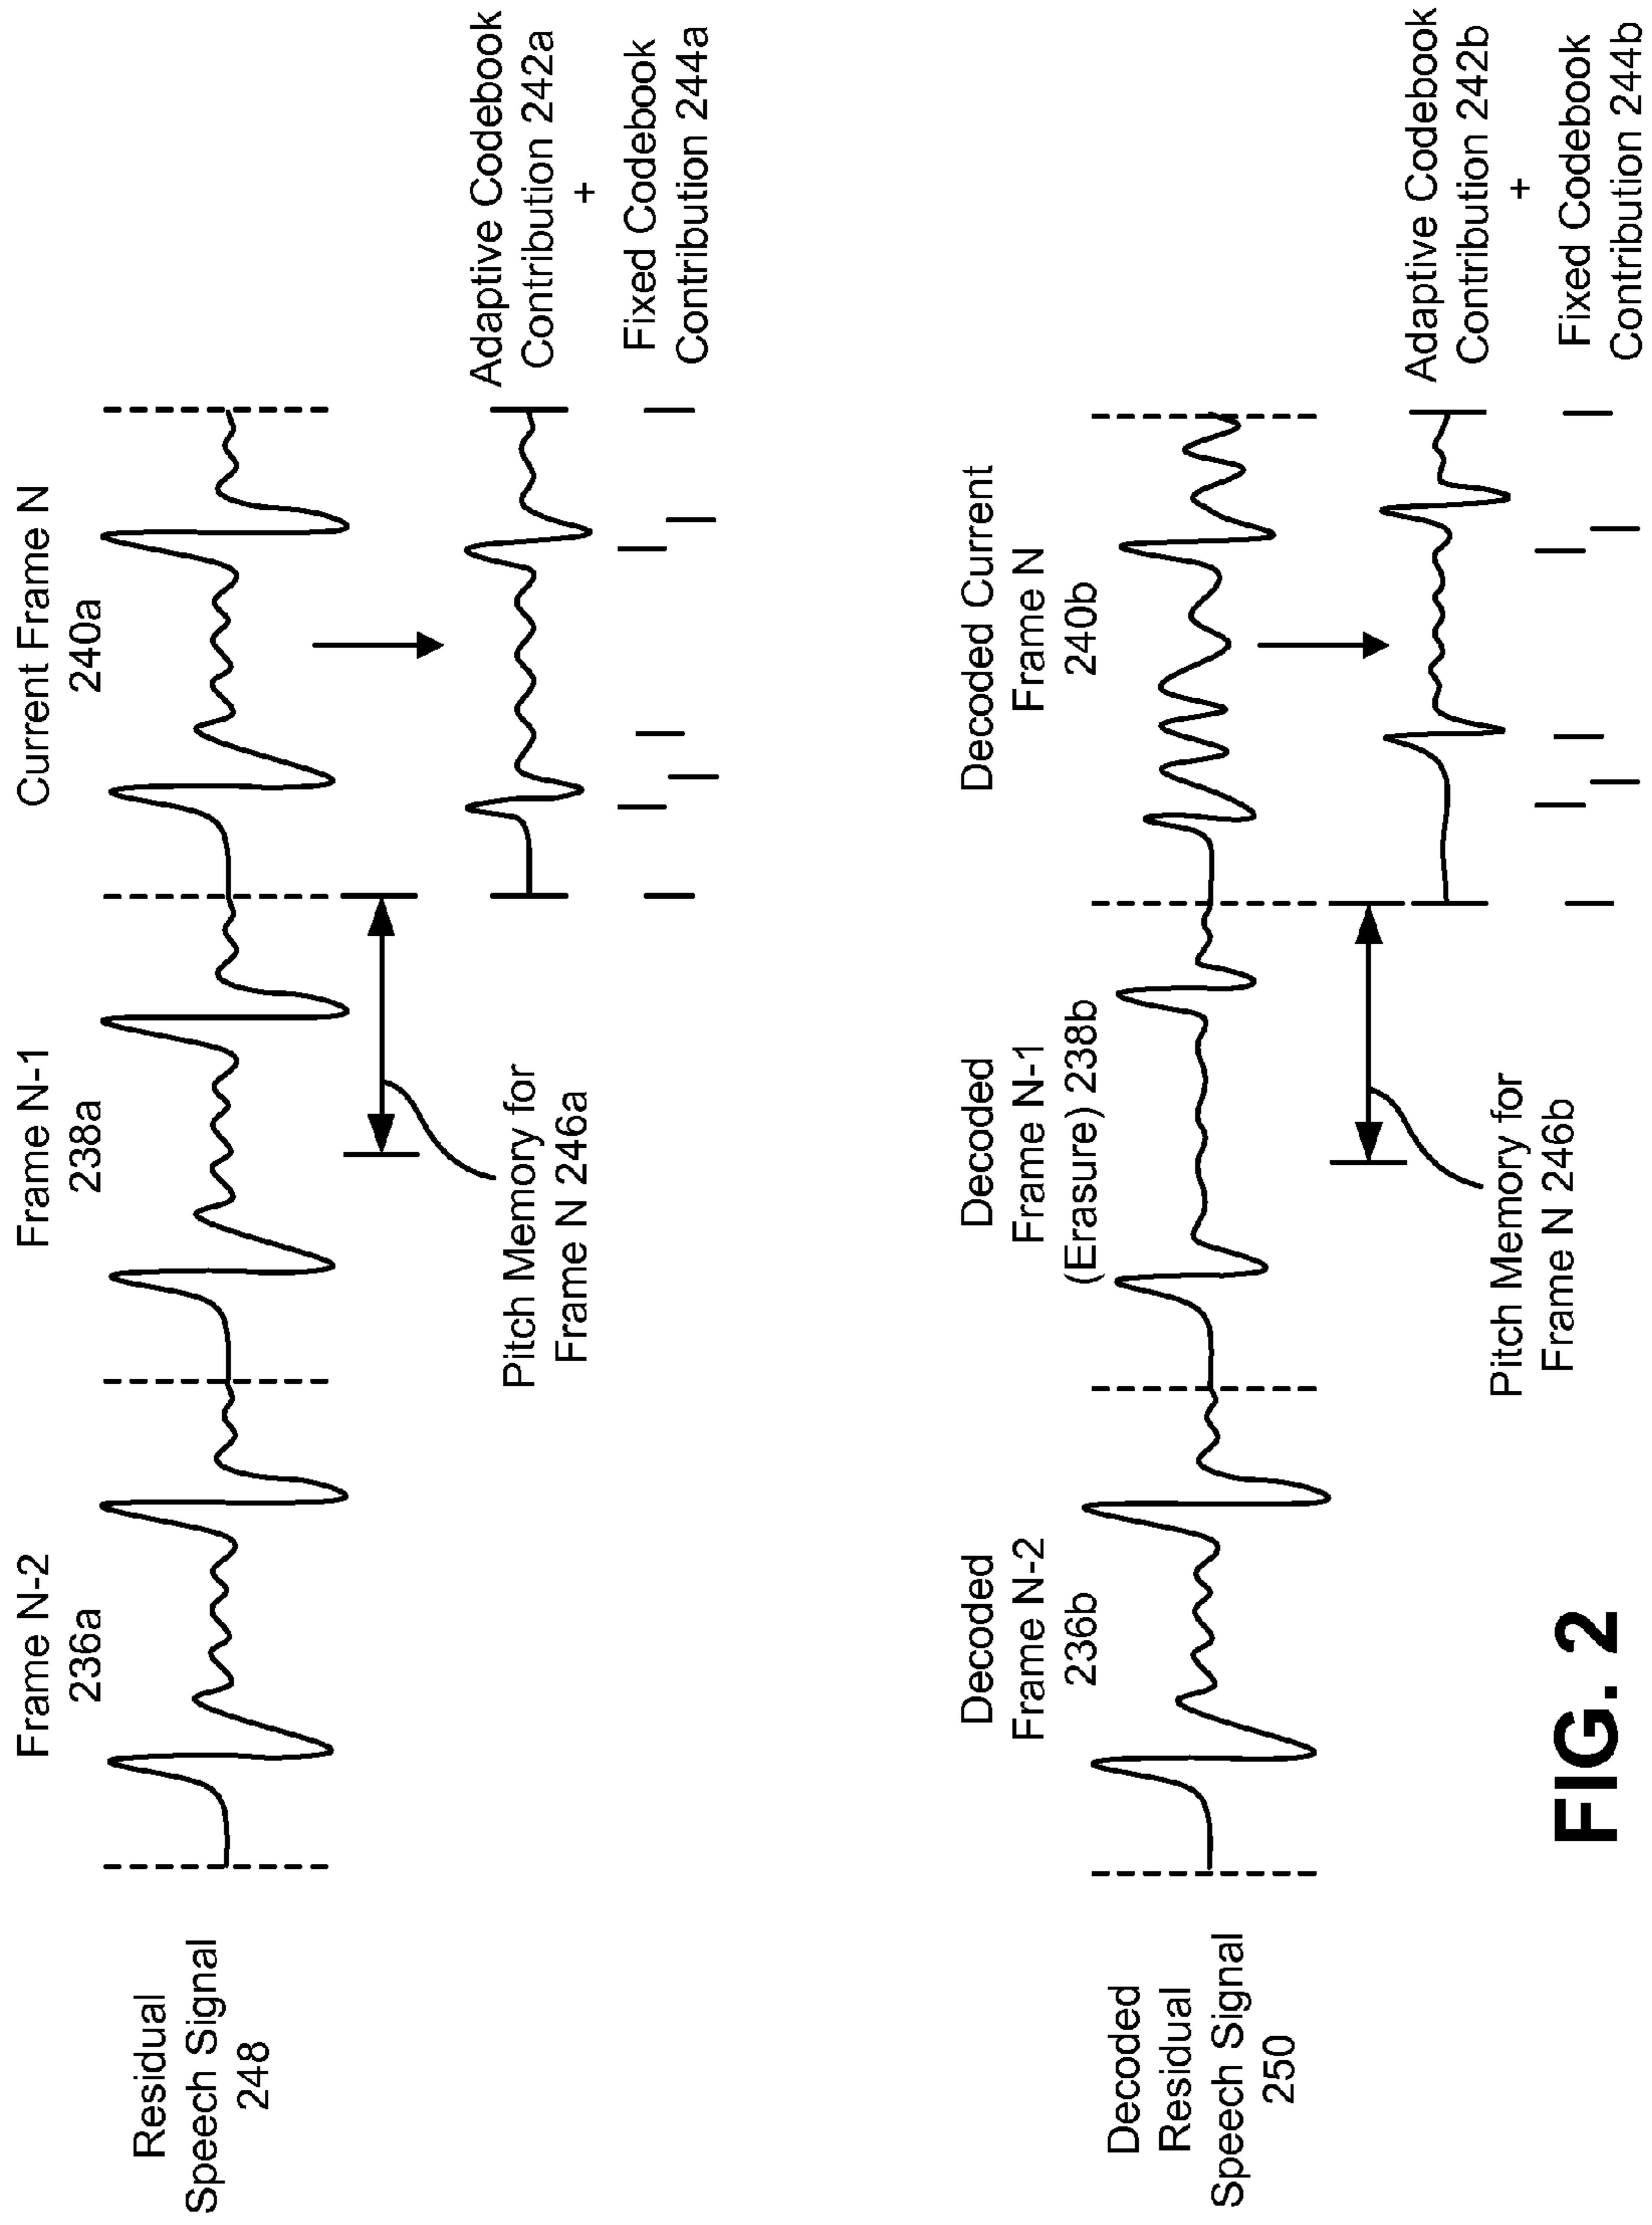 Residual
Speech Signal
248
Frame N-2
236a
Frame N-1
238a
Current Frame N
240a
Pitch Memory for
Frame N 246a
Adaptive Codebook
Contribution 242a
+
Fixed Codebook
Contribution 244a
Decoded
Residual
Speech Signal
250
Decoded
Frame N-2
236b
Decoded
Frame N-1
(Erasure) 238b
Decoded Current
Frame N
240b
Pitch Memory for
Frame N 246b
Adaptive Codebook
Contribution 242b
+
Fixed Codebook
Contribution 244b
FIG. 2